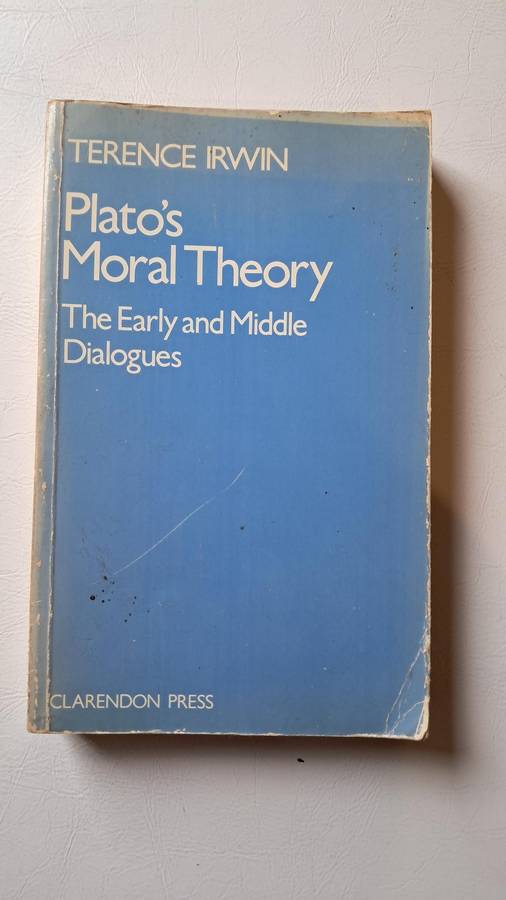 TERENCE IRWIN
Plato's
Moral Theory
The Early and Middle
Dialogues
CLARENDON PRESS